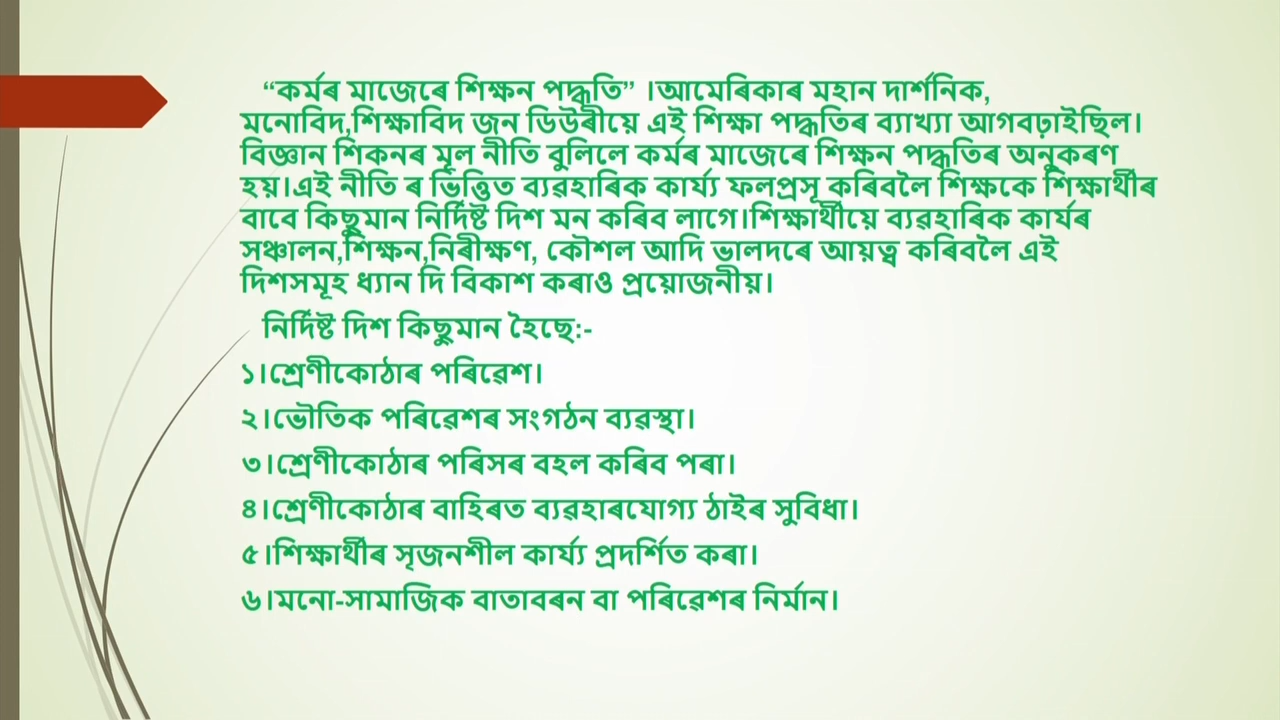 “কৰ্মৰ মাজেৰে শিক্ষন পদ্ধতি” ।আমেৰিকাৰ মহান দাৰ্শনিক,
মনোবিদ,শিক্ষাবিদ জন ডিউৰীয়ে এই শিক্ষা পদ্ধতিৰ ব্যাখ্যা আগবঢ়াইছিল।
বিজ্ঞান শিকনৰ মূল নীতি বুলিলে কৰ্মৰ মাজেৰে শিক্ষন পদ্ধতিৰ অনুকৰণ
হয়।এই নীতি ৰ ভিত্তিত ব্যৱহাৰিক কাৰ্য্য ফলপ্ৰসূ কৰিবলৈ শিক্ষকে শিক্ষাৰ্থীৰ
বাবে কিছুমান নিৰ্দিষ্ট দিশ মন কৰিব লাগে।শিক্ষাৰ্থীয়ে ব্যৱহাৰিক কাৰ্যৰ
সঞ্চালন,শিক্ষন,নিৰীক্ষণ, কৌশল আদি ভালদৰে আয়ত্ব কৰিবলৈ এই
দিশসমূহ ধ্যান দি বিকাশ কৰাও প্ৰয়োজনীয়।
নিৰ্দিষ্ট দিশ কিছুমান হৈছে:-
১।শ্ৰেণীকোঠাৰ পৰিৱেশ।
২।ভৌতিক পৰিৱেশৰ সংগঠন ব্যৱস্থা।
৩।শ্ৰেণীকোঠাৰ পৰিসৰ বহল কৰিব পৰা।
৪।শ্ৰেণীকোঠাৰ বাহিৰত ব্যৱহাৰযোগ্য ঠাইৰ সুবিধা।
৫।শিক্ষাৰ্থীৰ সৃজনশীল কাৰ্য্য প্ৰদৰ্শিত কৰা।
৬।মনো-সামাজিক বাতাবৰন বা পৰিৱেশৰ নিৰ্মান।